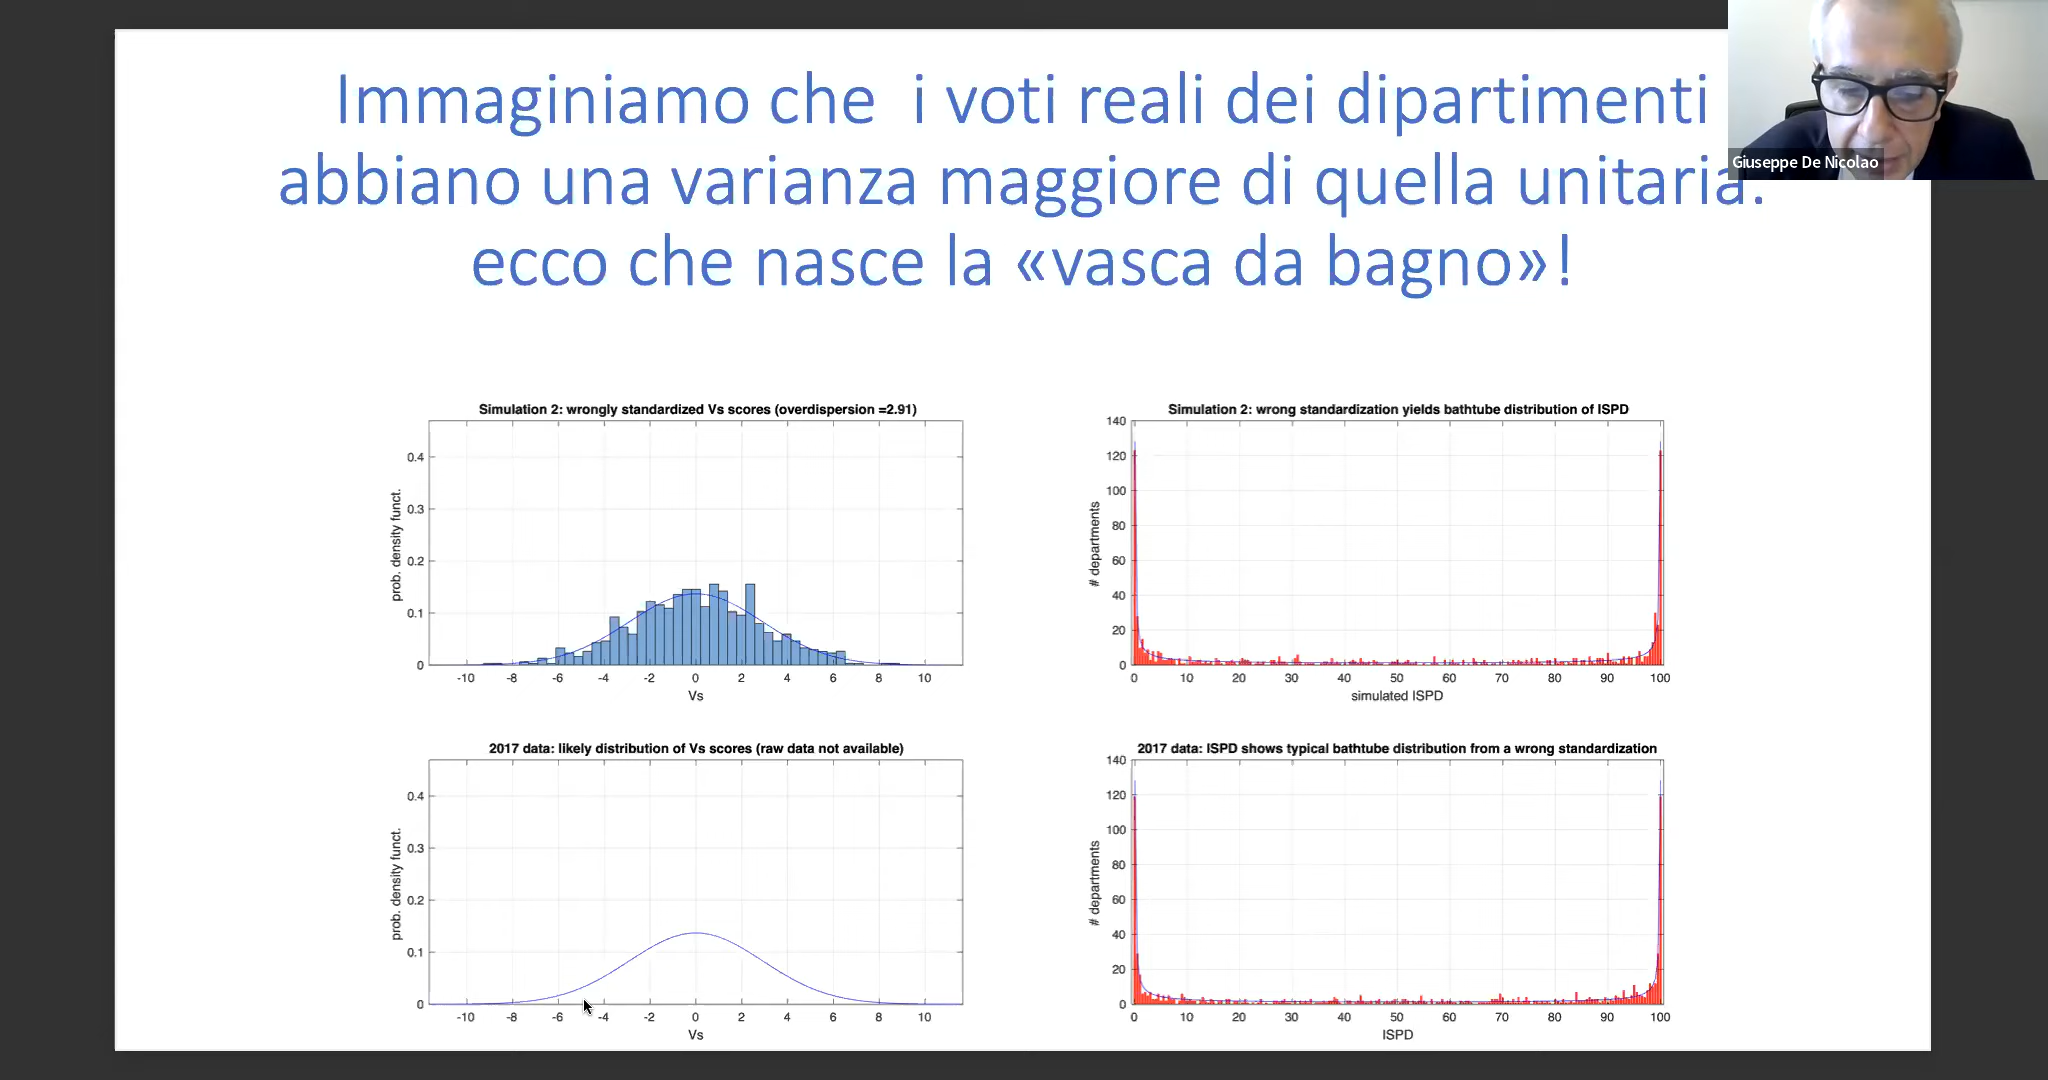 Immaginiamo che i voti reali dei dipartimenti
abbiano una varianza maggiore di quella unitaria:
ecco che nasce la «vasca da bagno»!
Giuseppe De Nicolao
Simulation 2: wrongly standardized Vs scores (overdispersion =2.91)
prob. density funct.
0.4
0.3
0.2
0.1
0
-10 -8 -6 -4 -2 0 2 4 6 8 10
Vs
Simulation 2: wrong standardization yields bathtube distribution of ISPD
# departments
140
120
100
80
60
40
20
0
0 10 20 30 40 50 60 70 80 90 100
simulated ISPD
2017 data: likely distribution of Vs scores (raw data not available)
prob. density funct.
0.4
0.3
0.2
0.1
0
-10 -8 -6 -4 -2 0 2 4 6 8 10
Vs
2017 data: ISPD shows typical bathtube distribution from a wrong standardization
# departments
140
120
100
80
60
40
20
0
0 10 20 30 40 50 60 70 80 90 100
ISPD